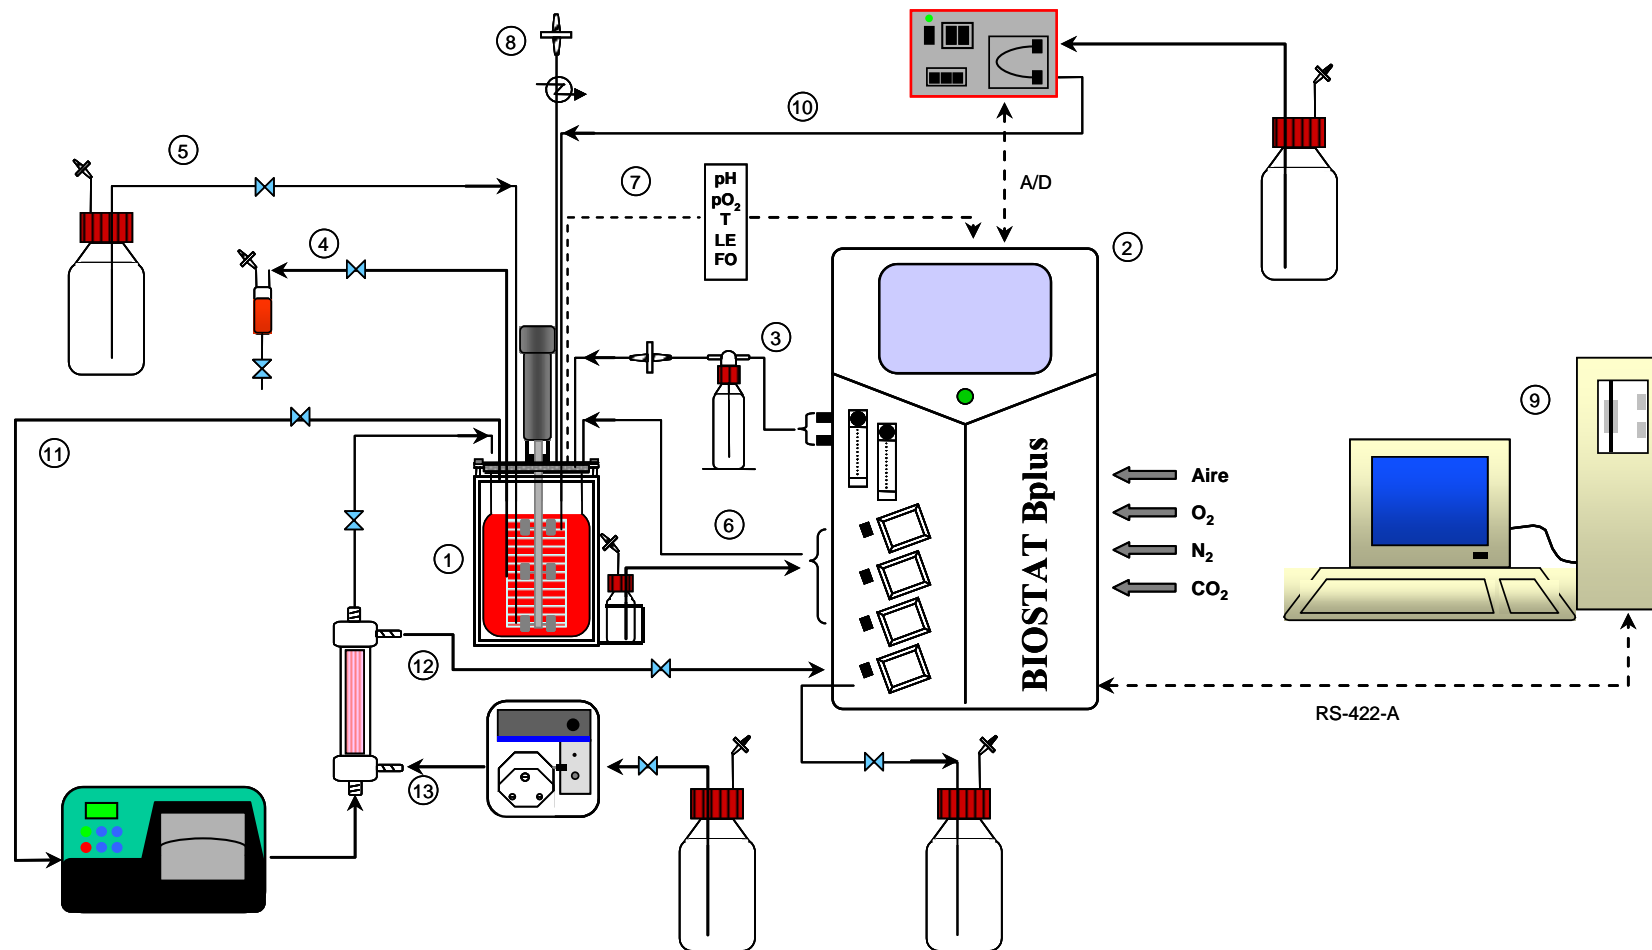 8
10
5
7
pH
pO₂
T
LE
FO
A/D
2
4
3
9
11
6
1
BIOSTAT Bplus
Aire
O₂
N₂
CO₂
12
RS-422-A
13